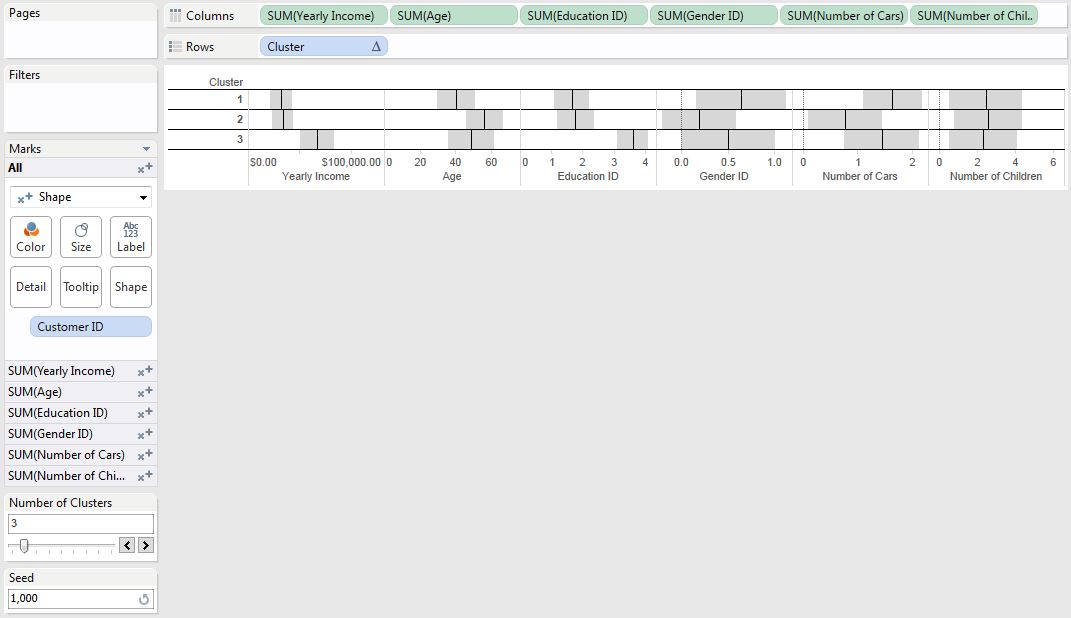 Pages
Columns SUM(Yearly Income) SUM(Age) SUM(Education ID) SUM(Gender ID) SUM(Number of Cars) SUM(Number of Chil..
Rows Cluster Δ
Filters
Cluster
1
2
3
$0.00 $100,000.00 0 20 40 60 0 1 2 3 4 0.0 0.5 1.0 0 1 2 0 2 4 6
Yearly Income Age Education ID Gender ID Number of Cars Number of Children
Marks
All
Shape
Abc
123
Color Size Label
Detail Tooltip Shape
Customer ID
SUM(Yearly Income)
SUM(Age)
SUM(Education ID)
SUM(Gender ID)
SUM(Number of Cars)
SUM(Number of Chi...
Number of Clusters
3
Seed
1,000